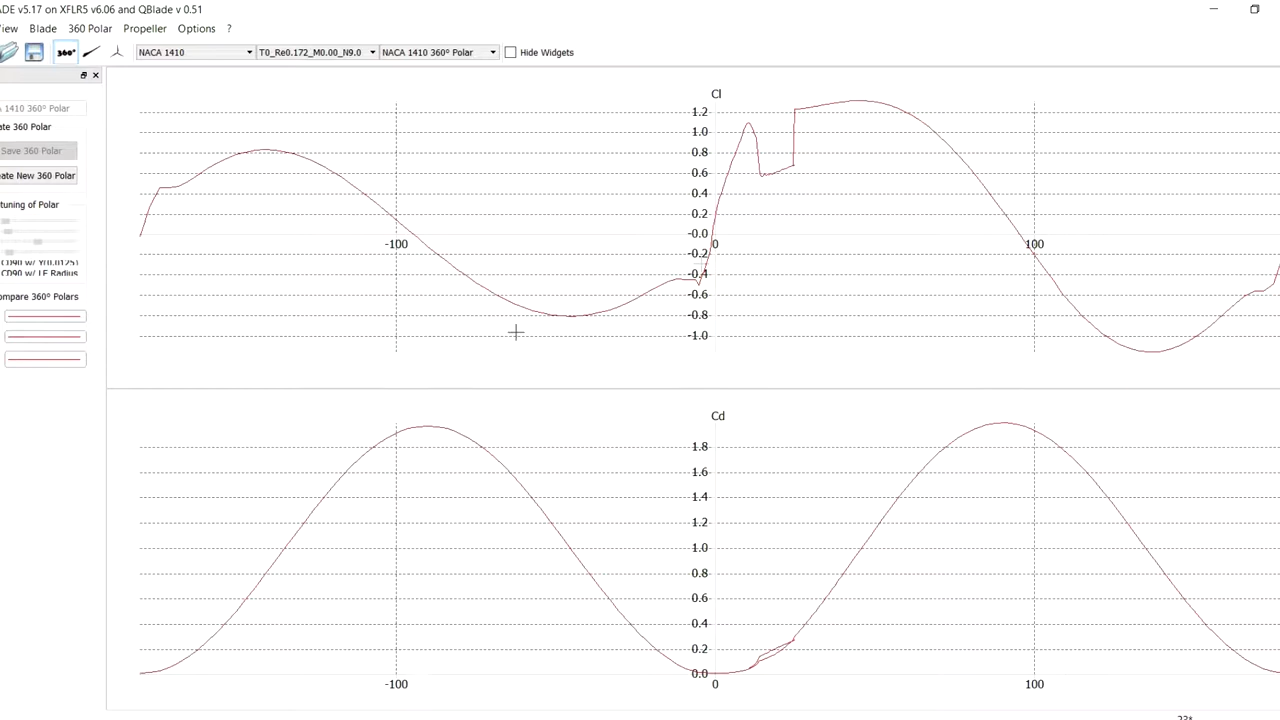 ADE v5.17 on XFLR5 v6.06 and QBlade v 0.51
View Blade 360 Polar Propeller Options ?
360° NACA 1410 T0_Re0.172_M0.00_N9.0 NACA 1410 360° Polar Hide Widgets
A 1410 360° Polar
ate 360 Polar
Save 360 Polar
eate New 360 Polar
tuning of Polar
CD90 w/ Y(0.0125)
CD90 w/ LE Radius
ompare 360° Polars
Cl
1.2
1.0
0.8
0.6
0.4
0.2
-0.0
-100 0 100
-0.2
-0.4
-0.6
-0.8
-1.0
Cd
1.8
1.6
1.4
1.2
1.0
0.8
0.6
0.4
0.2
0.0
-100 0 100